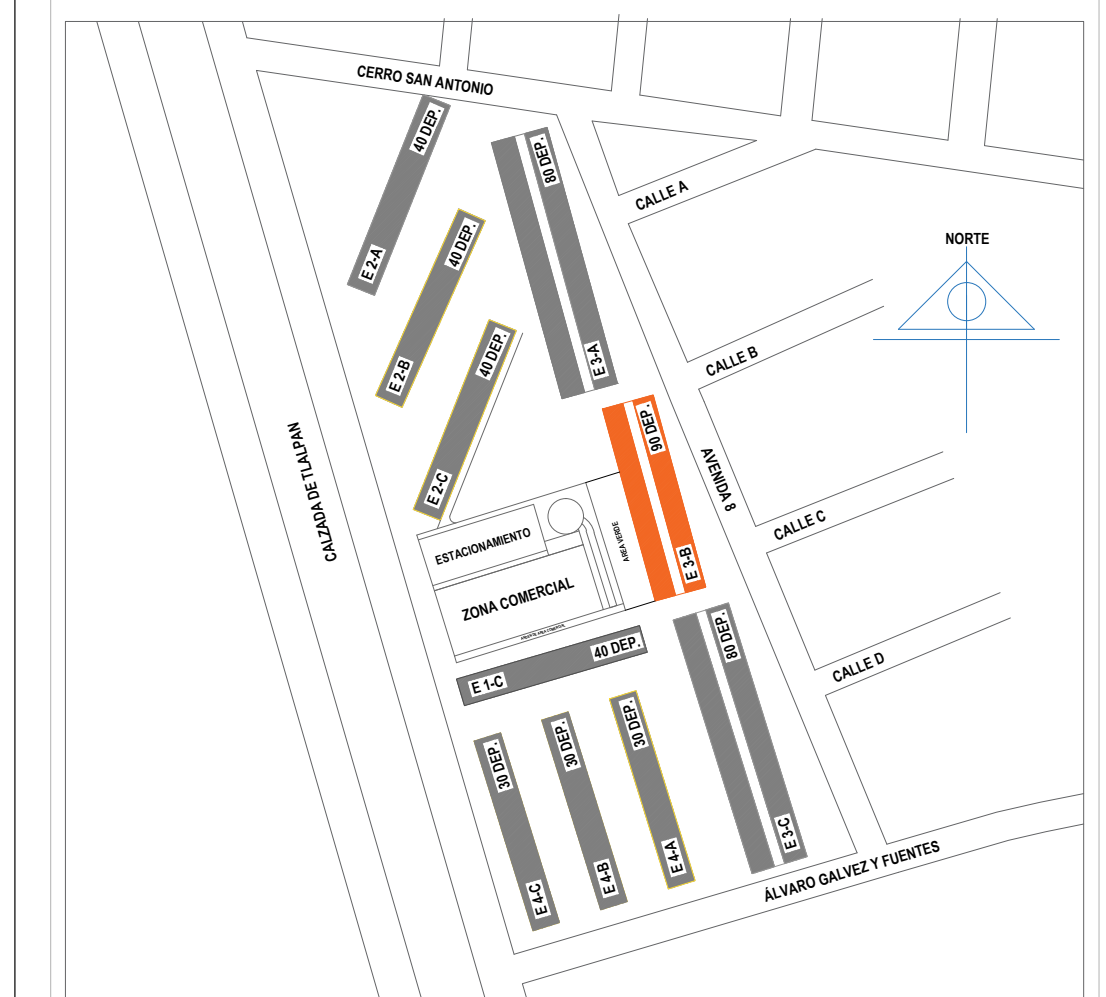 CERRO SAN ANTONIO
40 DEP.
E 2-A
80 DEP.
E 3-A
CALLE A
40 DEP.
E 2-B
NORTE
40 DEP.
E 2-C
CALLE B
90 DEP.
E 3-B
AVENIDA 8
CALZADA DE TLALPAN
CALLE C
ESTACIONAMIENTO
AREA VERDE
ZONA COMERCIAL
40 DEP.
E 1-C
80 DEP.
E 3-C
CALLE D
30 DEP.
E 4-C
30 DEP.
E 4-B
30 DEP.
E 4-A
ÁLVARO GALVEZ Y FUENTES